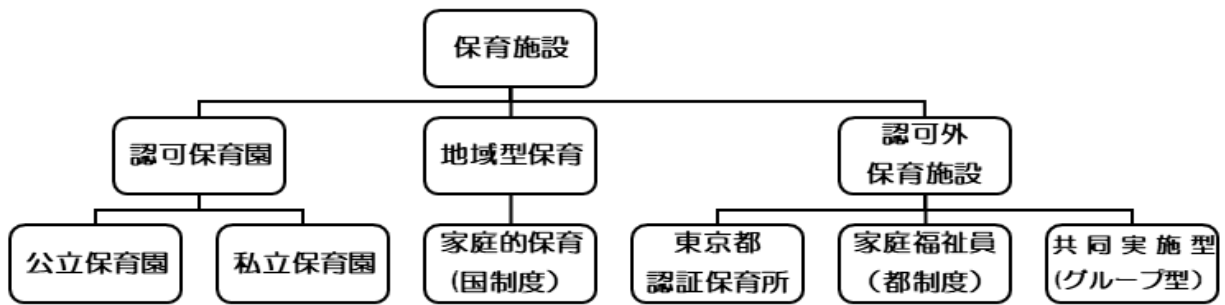 保育施設
認可保育園
地域型保育
認可外
保育施設
公立保育園
私立保育園
家庭的保育
(国制度)
東京都
認証保育所
家庭福祉員
(都制度)
共同実施型
(グループ型)